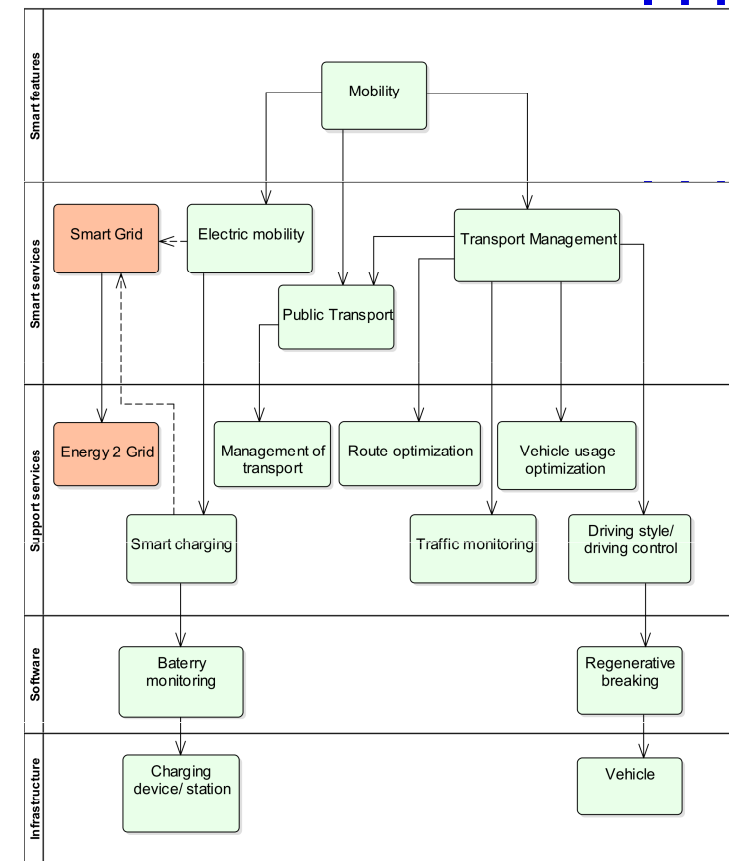 Smart features
Mobility
Smart services
Smart Grid
Electric mobility
Transport Management
Public Transport
Support services
Energy 2 Grid
Management of
transport
Route optimization
Vehicle usage
optimization
Smart charging
Traffic monitoring
Driving style/
driving control
Software
Baterry
monitoring
Regenerative
breaking
Infrastructure
Charging
device/ station
Vehicle